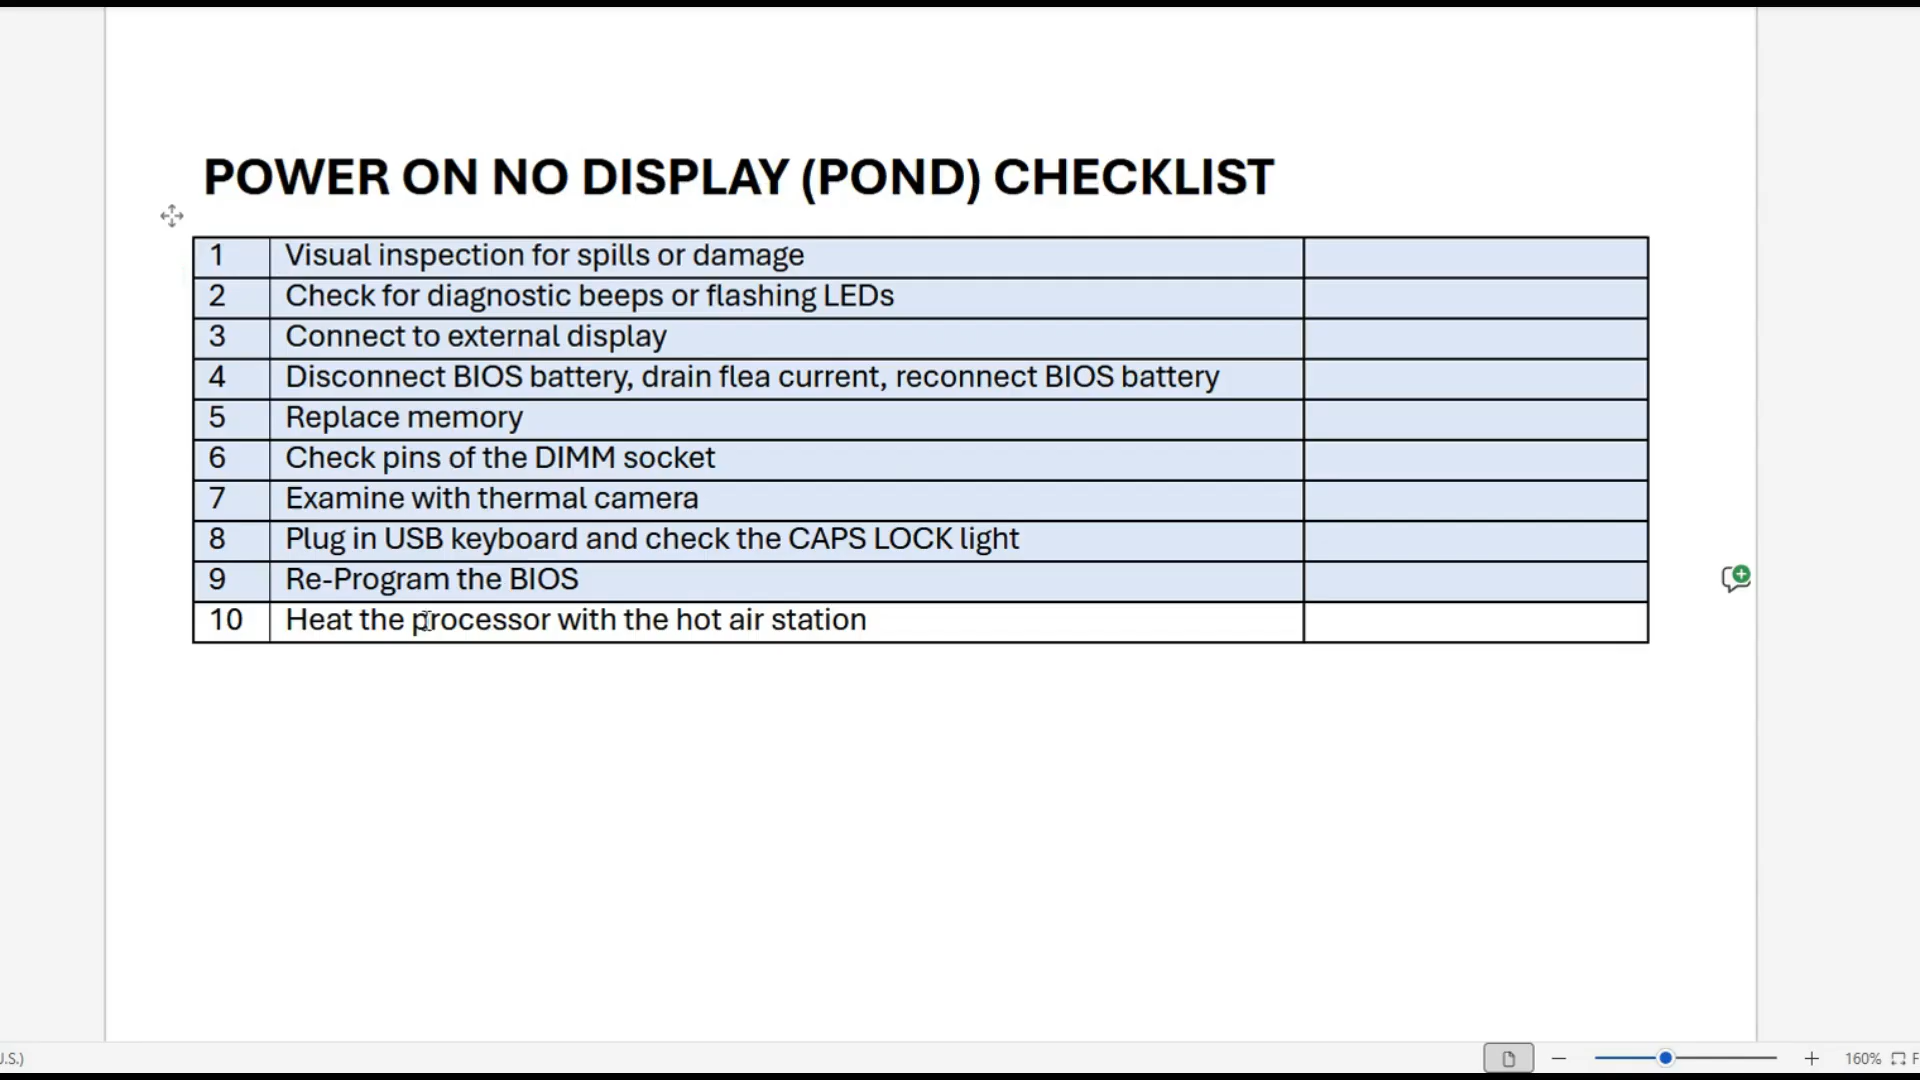 POWER ON NO DISPLAY (POND) CHECKLIST
1 Visual inspection for spills or damage
2 Check for diagnostic beeps or flashing LEDs
3 Connect to external display
4 Disconnect BIOS battery, drain flea current, reconnect BIOS battery
5 Replace memory
6 Check pins of the DIMM socket
7 Examine with thermal camera
8 Plug in USB keyboard and check the CAPS LOCK light
9 Re-Program the BIOS
10 Heat the processor with the hot air station
J.S.) 160% F